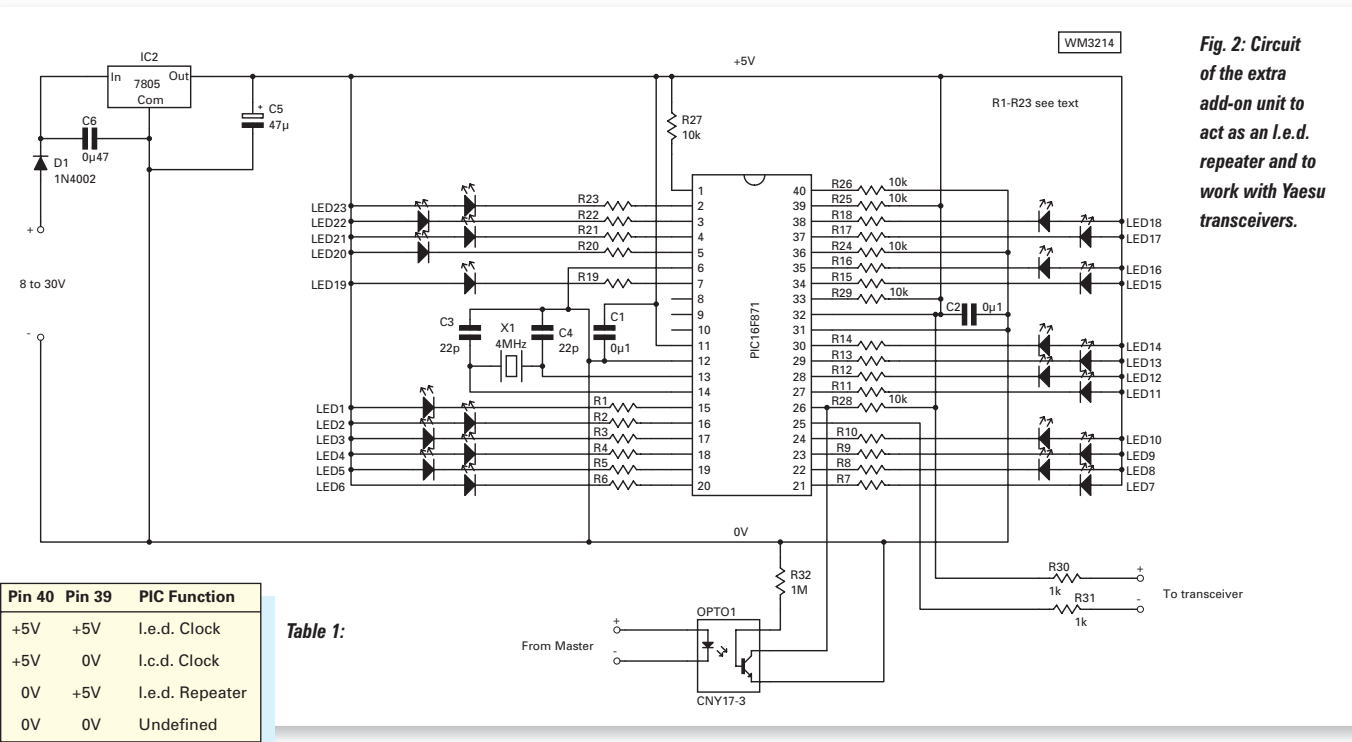 WM3214
Fig. 2: Circuit
of the extra
add-on unit to
act as an l.e.d.
repeater and to
work with Yaesu
transceivers.
IC2
In
Out
7805
Com
+5V
C6
0µ47
+
C5
47µ
D1
1N4002
R27
10k
R1-R23 see text
+
8 to 30V
-
LED23
LED22
LED21
LED20
LED19
R23
R22
R21
R20
R19
C3
22p
X1
4MHz
C4
22p
C1
0µ1
LED1
LED2
LED3
LED4
LED5
LED6
R1
R2
R3
R4
R5
R6
1
2
3
4
5
6
7
8
9
10
11
12
13
14
15
16
17
18
19
20
PIC16F871
40
39
38
37
36
35
34
33
32
31
30
29
28
27
26
25
24
23
22
21
R26 10k
R25 10k
R18
R17
R24 10k
R16
R15
R29 10k
C2 0µ1
R14
R13
R12
R11
R28 10k
R10
R9
R8
R7
LED18
LED17
LED16
LED15
LED14
LED13
LED12
LED11
LED10
LED9
LED8
LED7
0V
R32
1M
OPTO1
From Master
+
-
CNY17-3
R30
1k
R31
1k
+
-
To transceiver
Pin 40 Pin 39 PIC Function
+5V +5V l.e.d. Clock
+5V 0V l.c.d. Clock
0V +5V l.e.d. Repeater
0V 0V Undefined
Table 1: